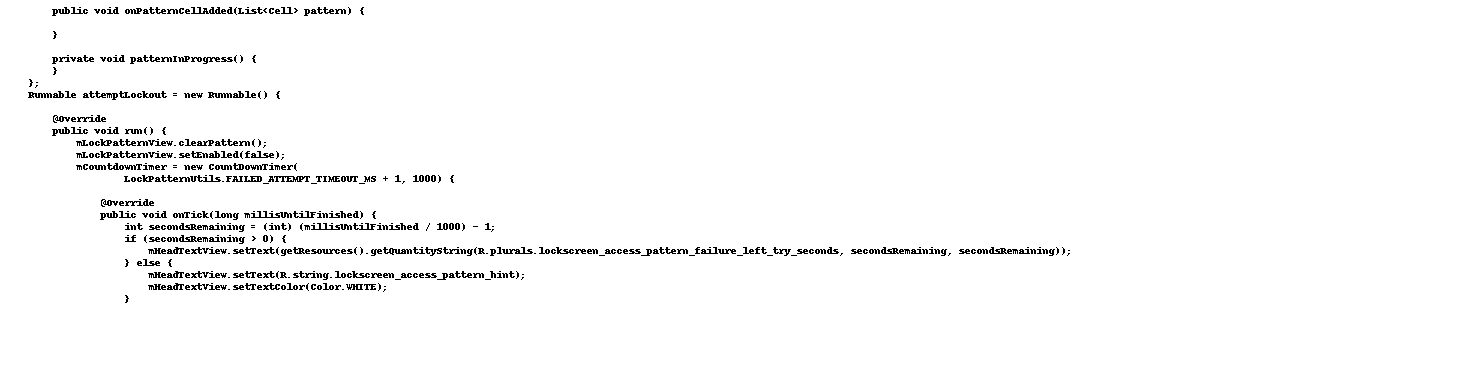 public void onPatternCellAdded(List<Cell> pattern) {
}
private void patternInProgress() {
}
};
Runnable attemptLockout = new Runnable() {
@Override
public void run() {
mLockPatternView.clearPattern();
mLockPatternView.setEnabled(false);
mCountdownTimer = new CountDownTimer(
LockPatternUtils.FAILED_ATTEMPT_TIMEOUT_MS + 1, 1000) {
@Override
public void onTick(long millisUntilFinished) {
int secondsRemaining = (int) (millisUntilFinished / 1000) - 1;
if (secondsRemaining > 0) {
mHeadTextView.setText(getResources().getQuantityString(R.plurals.lockscreen_access_pattern_failure_left_try_seconds, secondsRemaining, secondsRemaining));
} else {
mHeadTextView.setText(R.string.lockscreen_access_pattern_hint);
mHeadTextView.setTextColor(Color.WHITE);
}